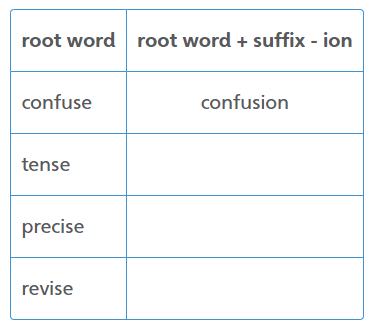 root word root word + suffix - ion
confuse confusion
tense
precise
revise